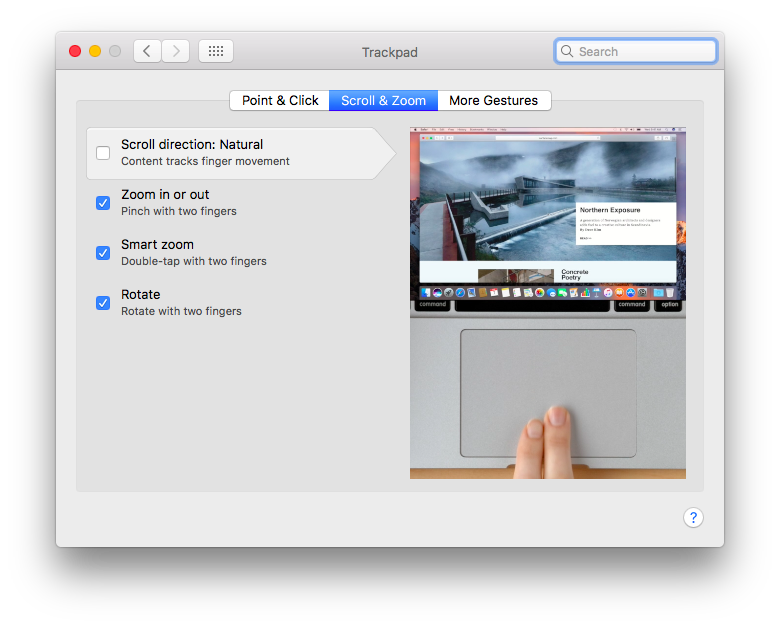 Trackpad
Search
Point & Click
Scroll & Zoom
More Gestures
Scroll direction: Natural
Content tracks finger movement
Zoom in or out
Pinch with two fingers
Smart zoom
Double-tap with two fingers
Rotate
Rotate with two fingers
Northern Exposure
Concrete
Poetry
command
command
option
?